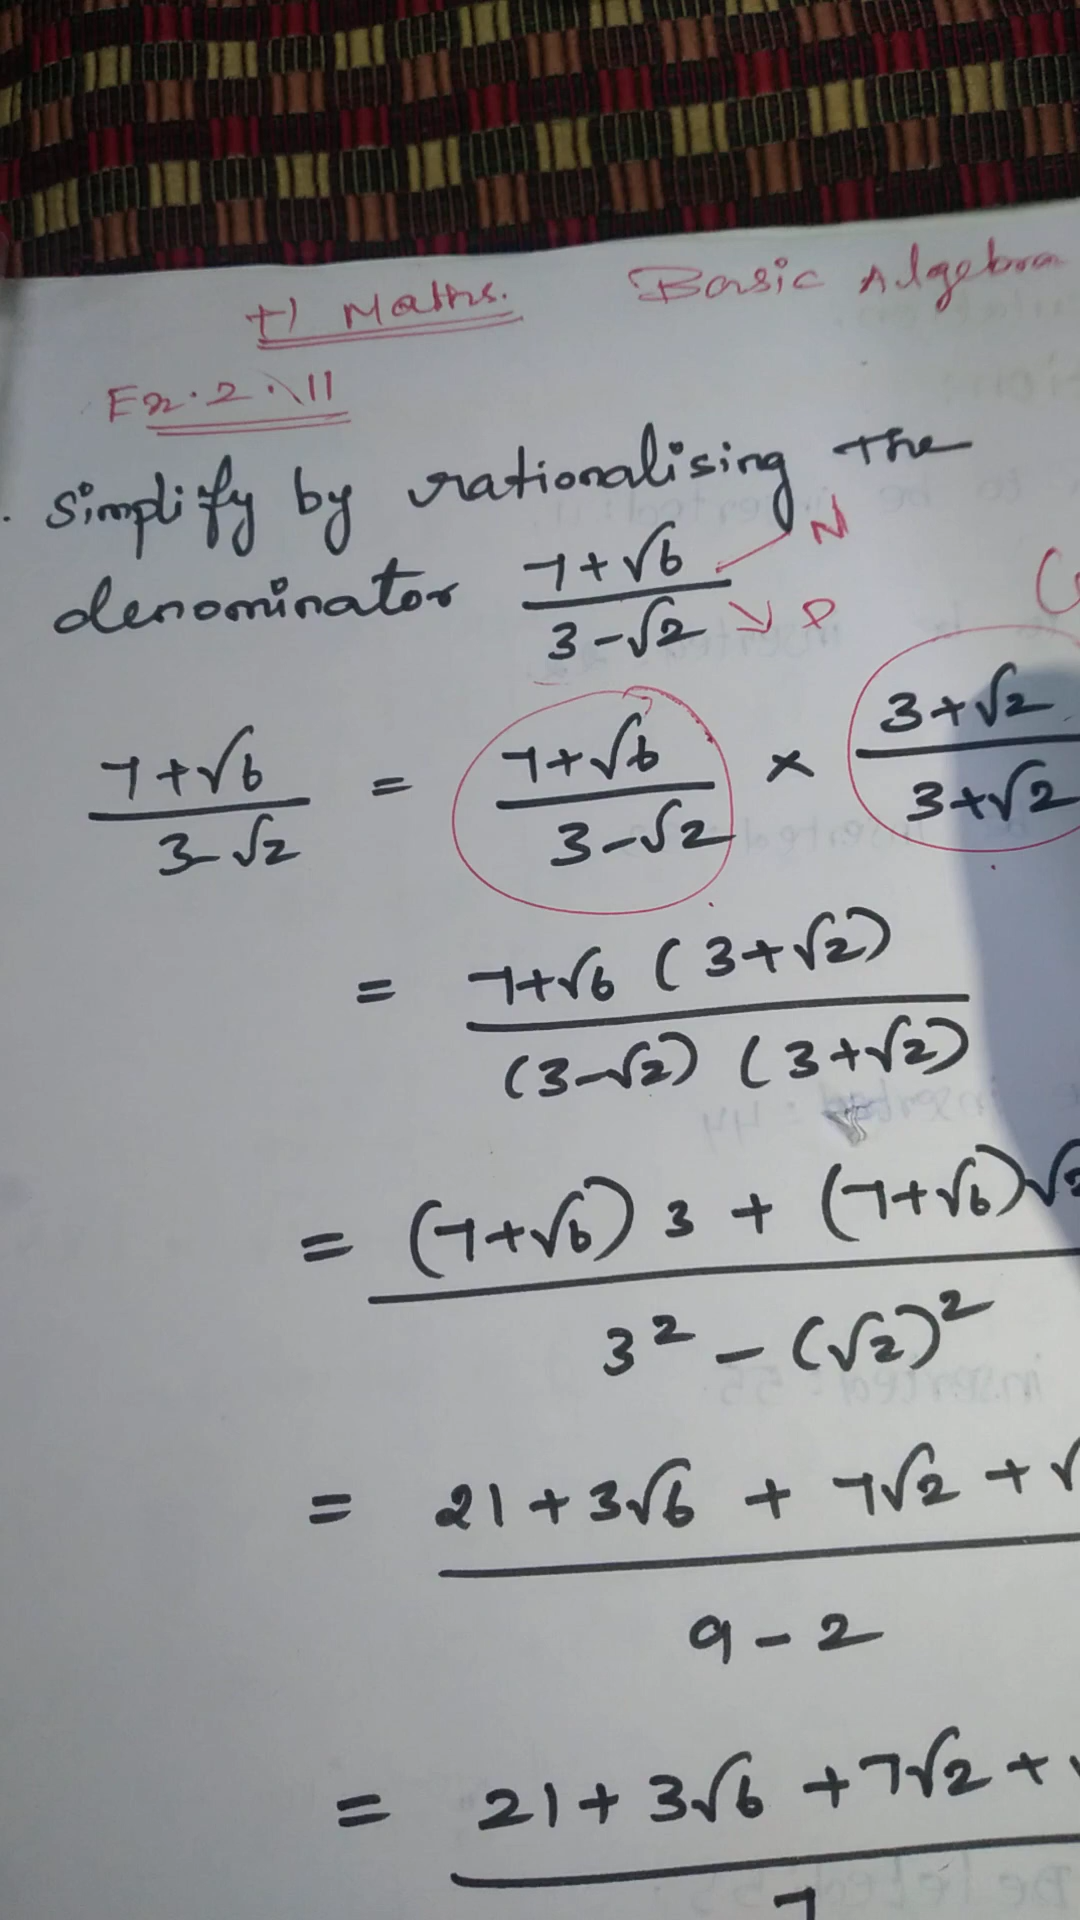 +1 Maths. Basic Algebra
Ex.2.11
Simplify by rationalising the
denominator (7+√6)/(3-√2) N D
(7+√6)/(3-√2) = (7+√6)/(3-√2) × (3+√2)/(3+√2)
= 7+√6 (3+√2) / (3-√2) (3+√2)
= (7+√6) 3 + (7+√6)√2 / 3² - (√2)²
= 21+3√6 + 7√2 + √ / 9-2
= 21+3√6 +7√2 + / 7